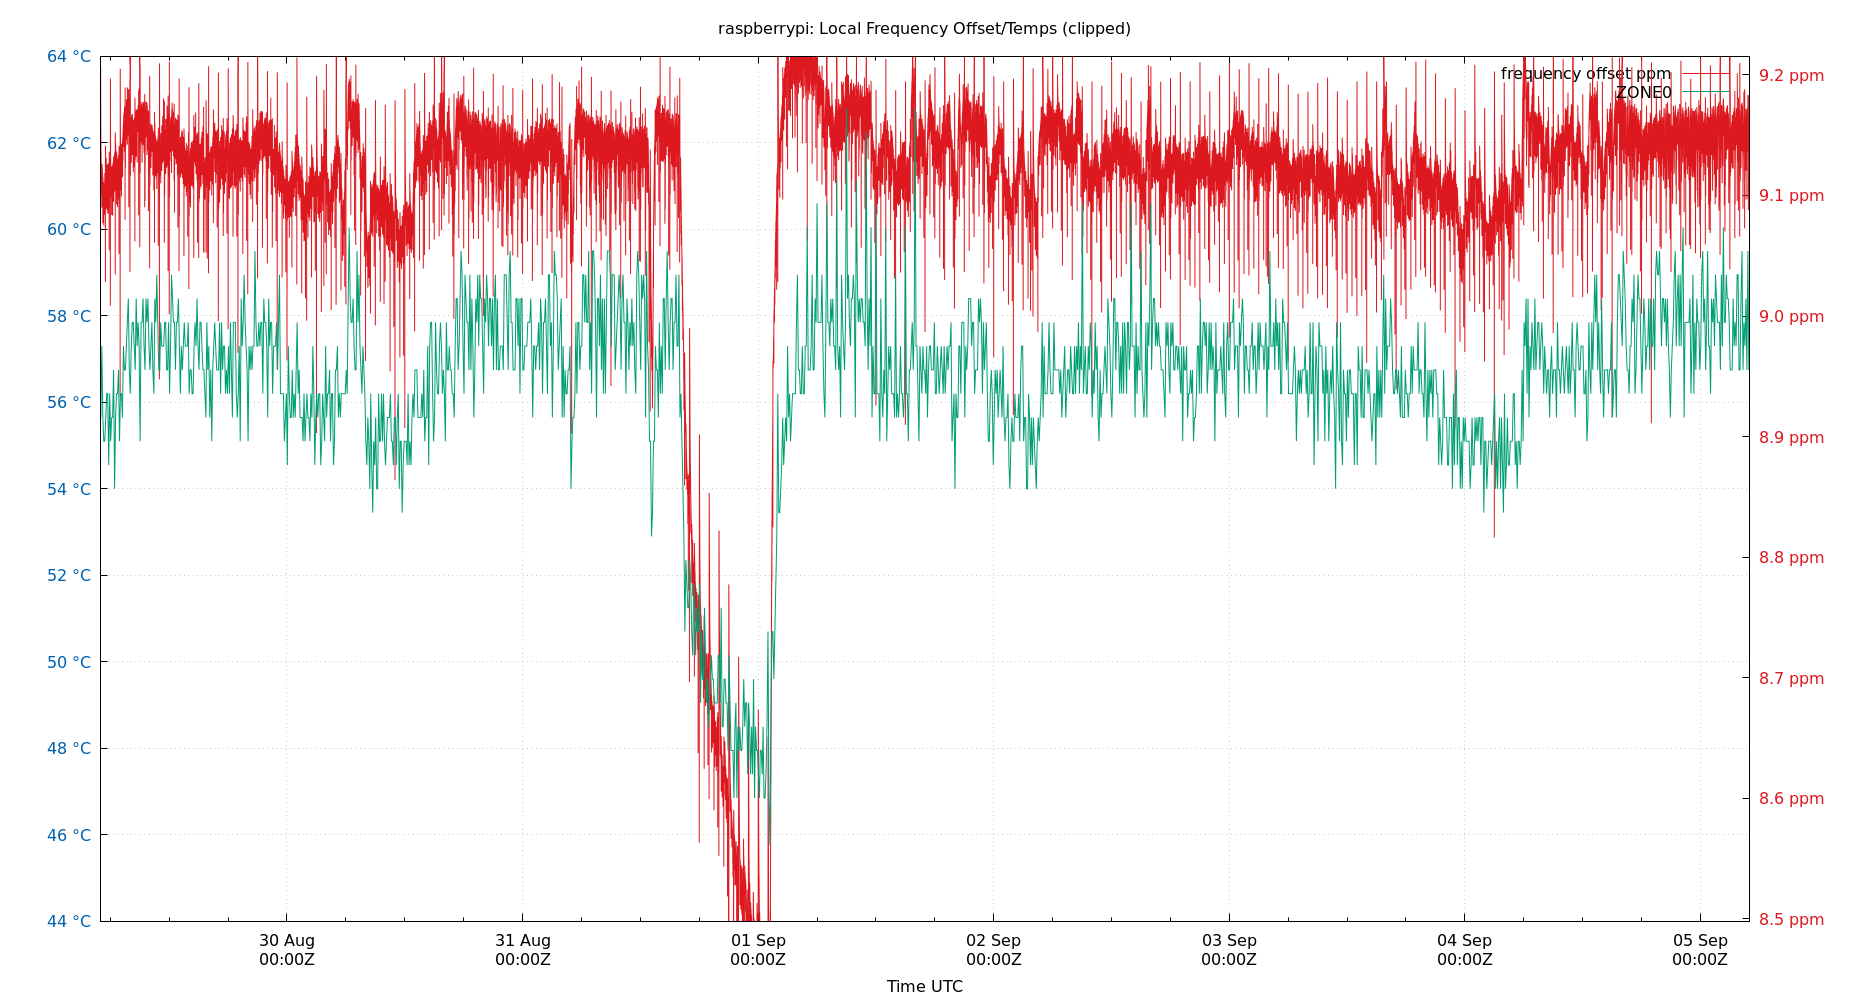 raspberrypi: Local Frequency Offset/Temps (clipped)
64 °C
62 °C
60 °C
58 °C
56 °C
54 °C
52 °C
50 °C
48 °C
46 °C
44 °C
frequency offset ppm
ZONE0
9.2 ppm
9.1 ppm
9.0 ppm
8.9 ppm
8.8 ppm
8.7 ppm
8.6 ppm
8.5 ppm
30 Aug
00:00Z
31 Aug
00:00Z
01 Sep
00:00Z
02 Sep
00:00Z
03 Sep
00:00Z
04 Sep
00:00Z
05 Sep
00:00Z
Time UTC